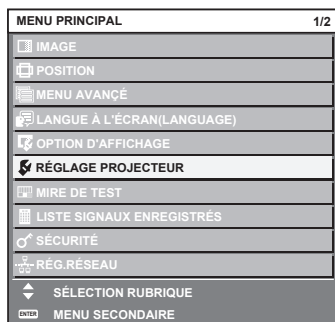 MENU PRINCIPAL 1/2
IMAGE
POSITION
MENU AVANÇÉ
LANGUE À L'ÉCRAN(LANGUAGE)
OPTION D'AFFICHAGE
RÉGLAGE PROJECTEUR
MIRE DE TEST
LISTE SIGNAUX ENREGISTRÉS
SÉCURITÉ
RÉG.RÉSEAU
SÉLECTION RUBRIQUE
ENTER MENU SECONDAIRE